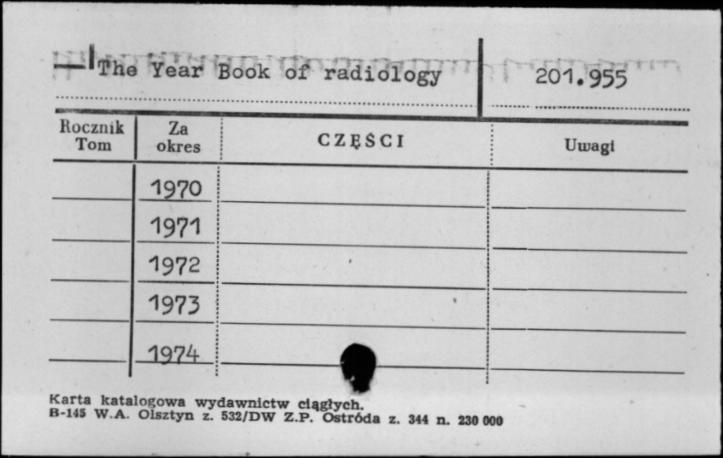 The Year Book of radiology 201.955
Rocznik Tom Za okres CZĘŚCI Uwagi
1970
1971
1972
1973
1974
Karta katalogowa wydawnictw ciągłych.
B-145 W.A. Olsztyn z. 532/DW Z.P. Ostróda z. 344 n. 230 000